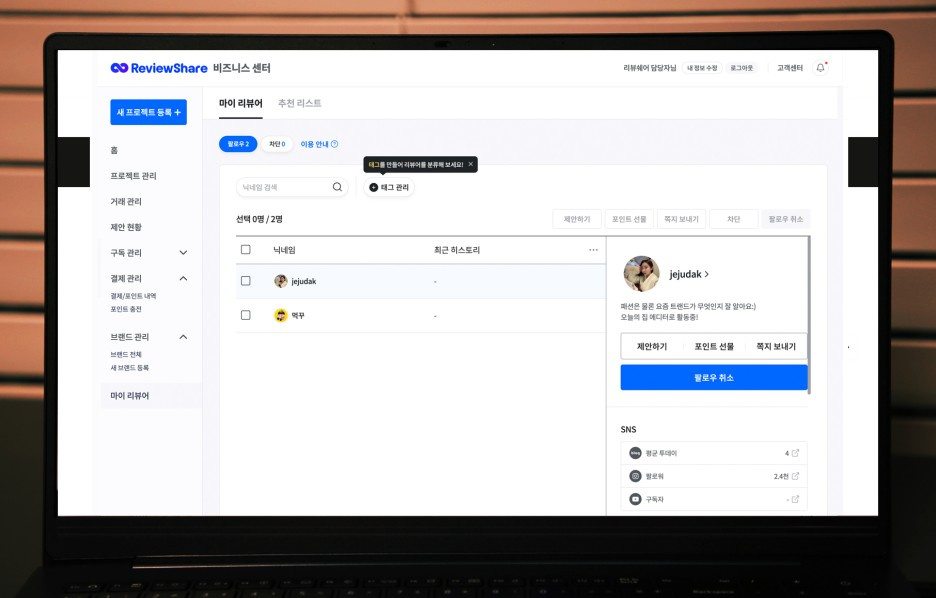 ReviewShare 비즈니스 센터
리뷰쉐어 담당자님 내 정보 수정 로그아웃 고객센터
새 프로젝트 등록 +
홈
프로젝트 관리
거래 관리
제안 현황
구독 관리
결제 관리
결제/포인트 내역
포인트 충전
브랜드 관리
브랜드 전체
새 브랜드 등록
마이 리뷰어
마이 리뷰어 추천 리스트
팔로우 2 차단 0 이용 안내 ?
태그를 만들어 리뷰어를 분류해 보세요! ×
닉네임 검색 태그 관리
선택 0명 / 2명
제안하기 포인트 선물 쪽지 보내기 차단 팔로우 취소
닉네임 최근 히스토리 ···
jejudak -
먹꾸 -
jejudak >
패션은 물론 요즘 트랜드가 무엇인지 잘 알아요:)
오늘의 집 에디터로 활동중!
제안하기 포인트 선물 쪽지 보내기
팔로우 취소
SNS
blog 평균 투데이 4
팔로워 2.4천
구독자 -